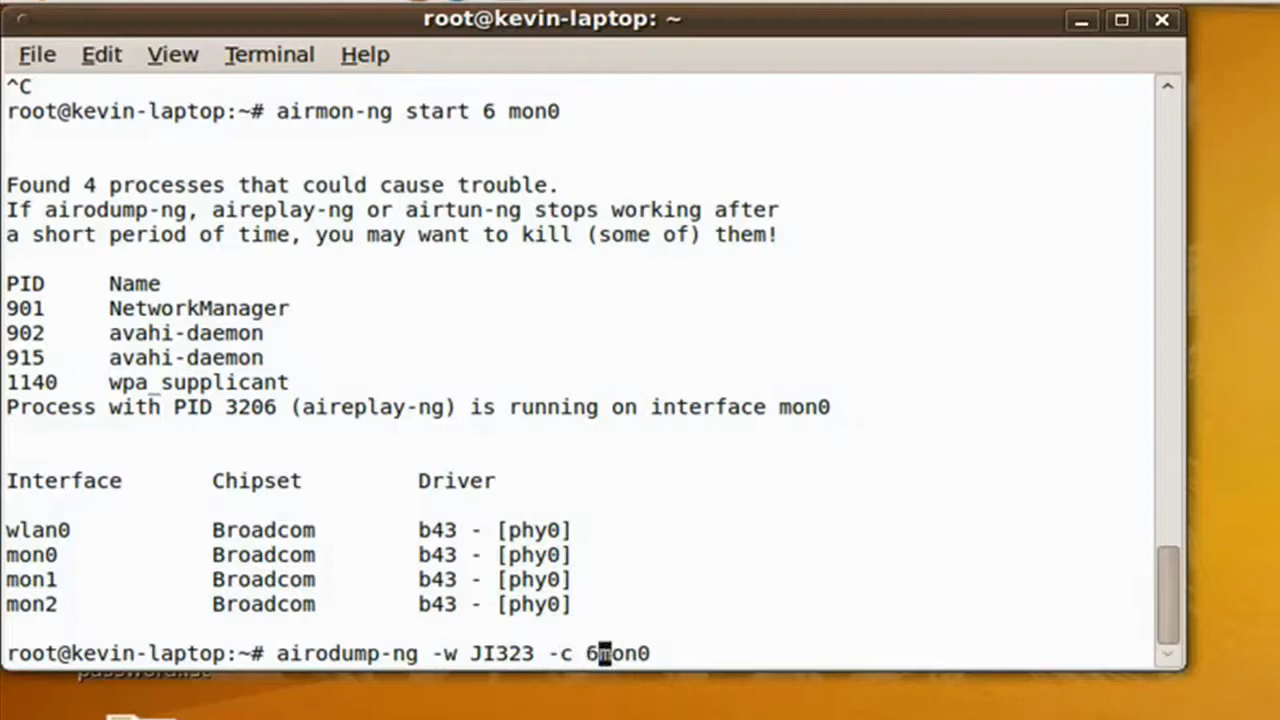 root@kevin-laptop: ~
File Edit View Terminal Help
^C
root@kevin-laptop:~# airmon-ng start 6 mon0
Found 4 processes that could cause trouble.
If airodump-ng, aireplay-ng or airtun-ng stops working after
a short period of time, you may want to kill (some of) them!
PID Name
901 NetworkManager
902 avahi-daemon
915 avahi-daemon
1140 wpa_supplicant
Process with PID 3206 (aireplay-ng) is running on interface mon0
Interface Chipset Driver
wlan0 Broadcom b43 - [phy0]
mon0 Broadcom b43 - [phy0]
mon1 Broadcom b43 - [phy0]
mon2 Broadcom b43 - [phy0]
root@kevin-laptop:~# airodump-ng -w JI323 -c 6mon0